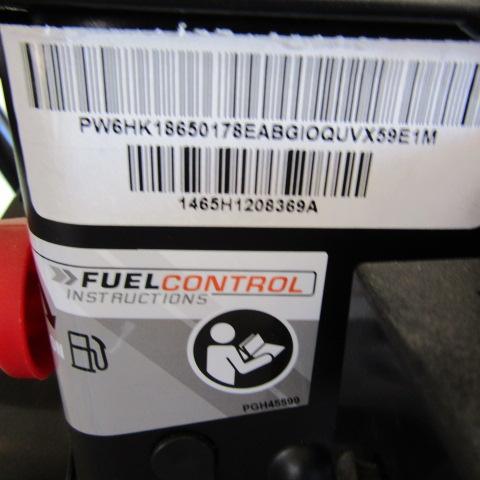 PW6HK18650178EABGIOQUVX59E1M
1465H1208369A
FUELCONTROL
INSTRUCTIONS
PGH45599